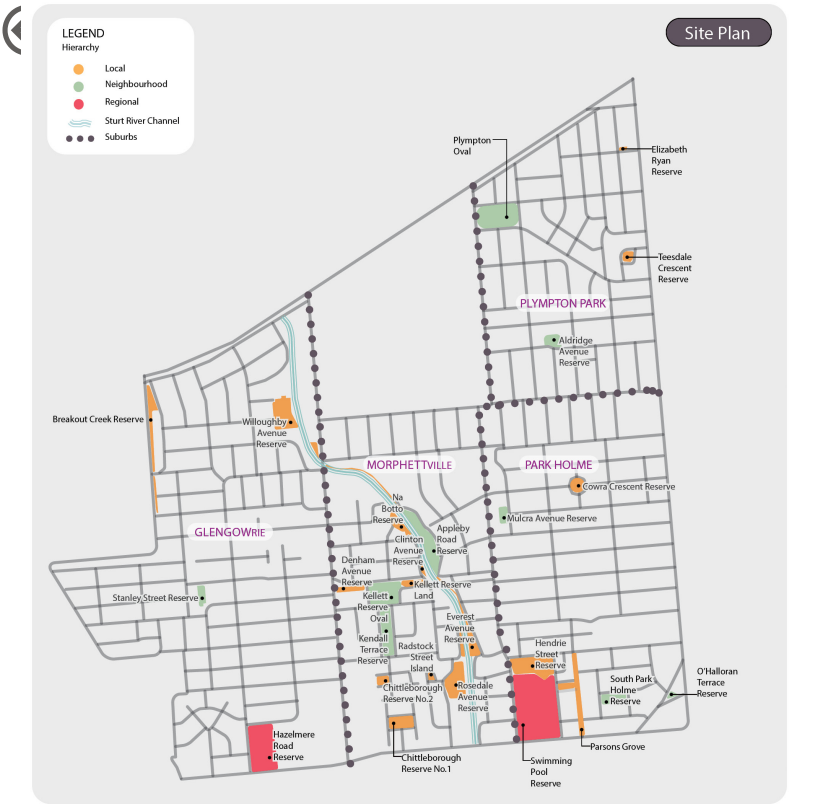 LEGEND
Hierarchy
Local
Neighbourhood
Regional
Sturt River Channel
Suburbs
Site Plan
Plympton
Oval
Elizabeth
Ryan
Reserve
Teesdale
Crescent
Reserve
PLYMPTON PARK
Aldridge
Avenue
Reserve
Breakout Creek Reserve
Willoughby
Avenue
Reserve
MORPHETTVILLE
PARK HOLME
Cowra Crescent Reserve
Na
Botto
Reserve
Mulcra Avenue Reserve
GLENGOWRIE
Appleby
Road
Reserve
Clinton
Avenue
Reserve
Denham
Avenue
Reserve
Kellett Reserve
Land
Stanley Street Reserve
Kellett
Reserve
Oval
Everest
Avenue
Reserve
Kendall
Terrace
Reserve
Radstock
Street
Island
Hendrie
Street
Reserve
O'Halloran
Terrace
Reserve
South Park
Holme
Reserve
Chittleborough
Reserve No.2
Rosedale
Avenue
Reserve
Hazelmere
Road
Reserve
Parsons Grove
Chittleborough
Reserve No.1
Swimming
Pool
Reserve